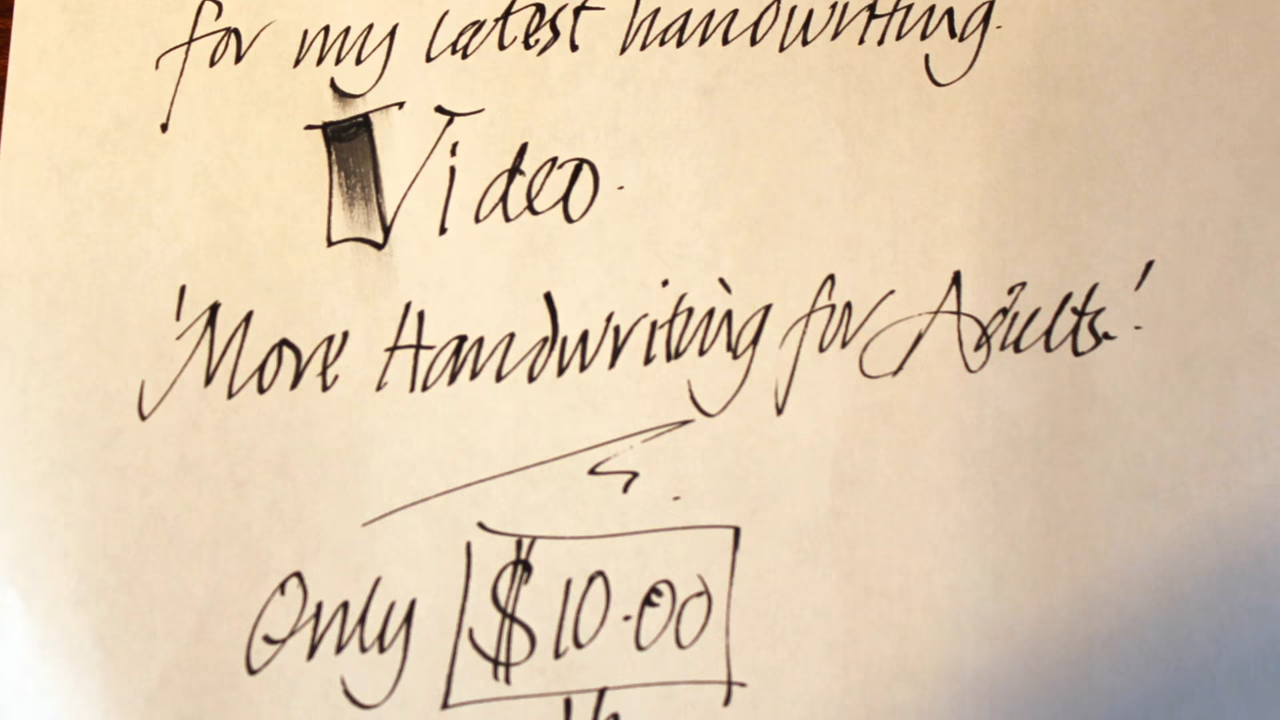 for my latest handwriting.
Video.
'More Handwriting for Adults.'
Only $10.00